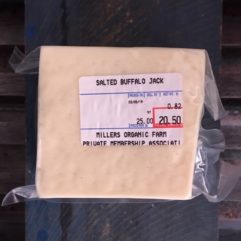 SALTED BUFFALO JACK
0.82
25.00 20.50
MILLERS ORGANIC FARM
PRIVATE MEMBERSHIP ASSOCIATI